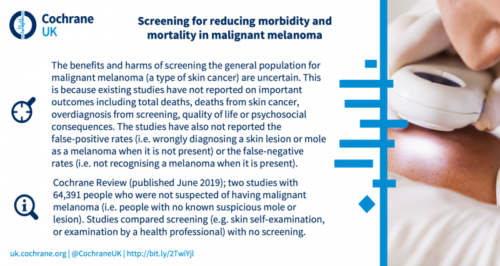 Cochrane
UK
Screening for reducing morbidity and
mortality in malignant melanoma
The benefits and harms of screening the general population for
malignant melanoma (a type of skin cancer) are uncertain. This
is because existing studies have not reported on important
outcomes including total deaths, deaths from skin cancer,
overdiagnosis from screening, quality of life or psychosocial
consequences. The studies have also not reported the
false-positive rates (i.e. wrongly diagnosing a skin lesion or mole
as a melanoma when it is not present) or the false-negative
rates (i.e. not recognising a melanoma when it is present).
Cochrane Review (published June 2019); two studies with
64,391 people who were not suspected of having malignant
melanoma (i.e. people with no known suspicious mole or
lesion). Studies compared screening (e.g. skin self-examination,
or examination by a health professional) with no screening.
uk.cochrane.org | @CochraneUK | http://bit.ly/2TwiYjl